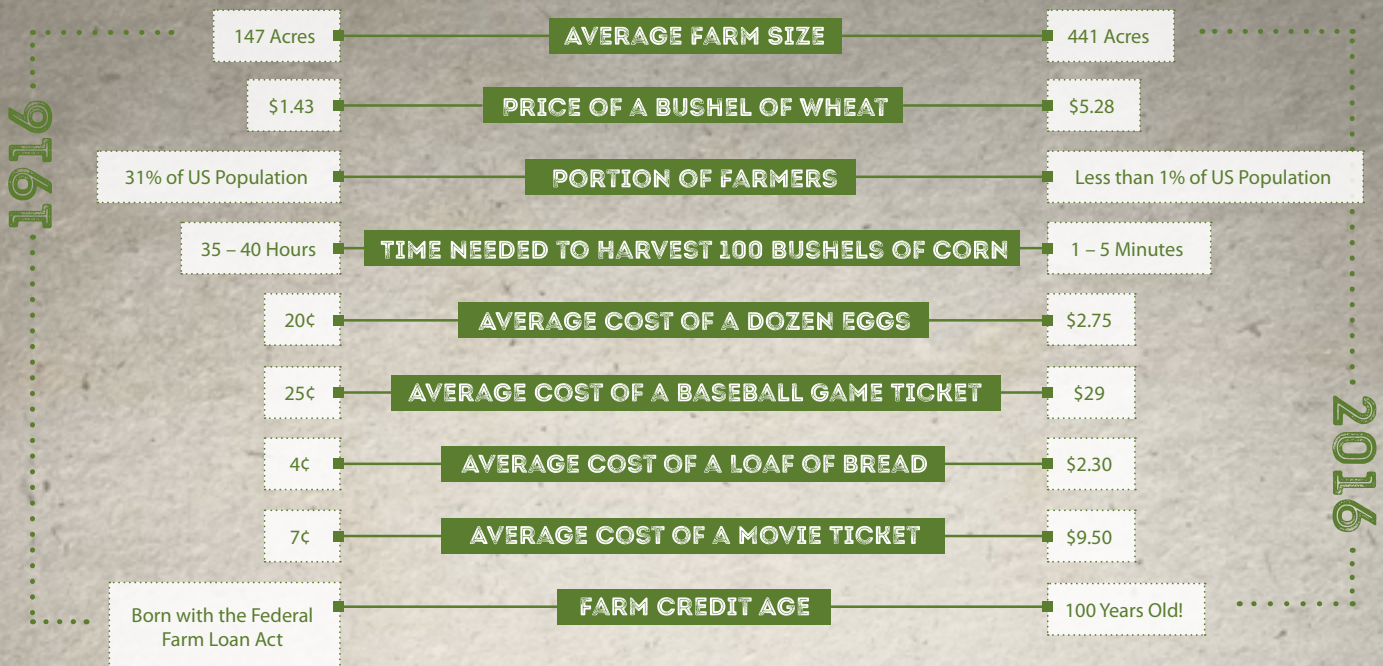 1916
2016
147 Acres
AVERAGE FARM SIZE
441 Acres
$1.43
PRICE OF A BUSHEL OF WHEAT
$5.28
31% of US Population
PORTION OF FARMERS
Less than 1% of US Population
35 – 40 Hours
TIME NEEDED TO HARVEST 100 BUSHELS OF CORN
1 – 5 Minutes
20¢
AVERAGE COST OF A DOZEN EGGS
$2.75
25¢
AVERAGE COST OF A BASEBALL GAME TICKET
$29
4¢
AVERAGE COST OF A LOAF OF BREAD
$2.30
7¢
AVERAGE COST OF A MOVIE TICKET
$9.50
Born with the Federal
Farm Loan Act
FARM CREDIT AGE
100 Years Old!